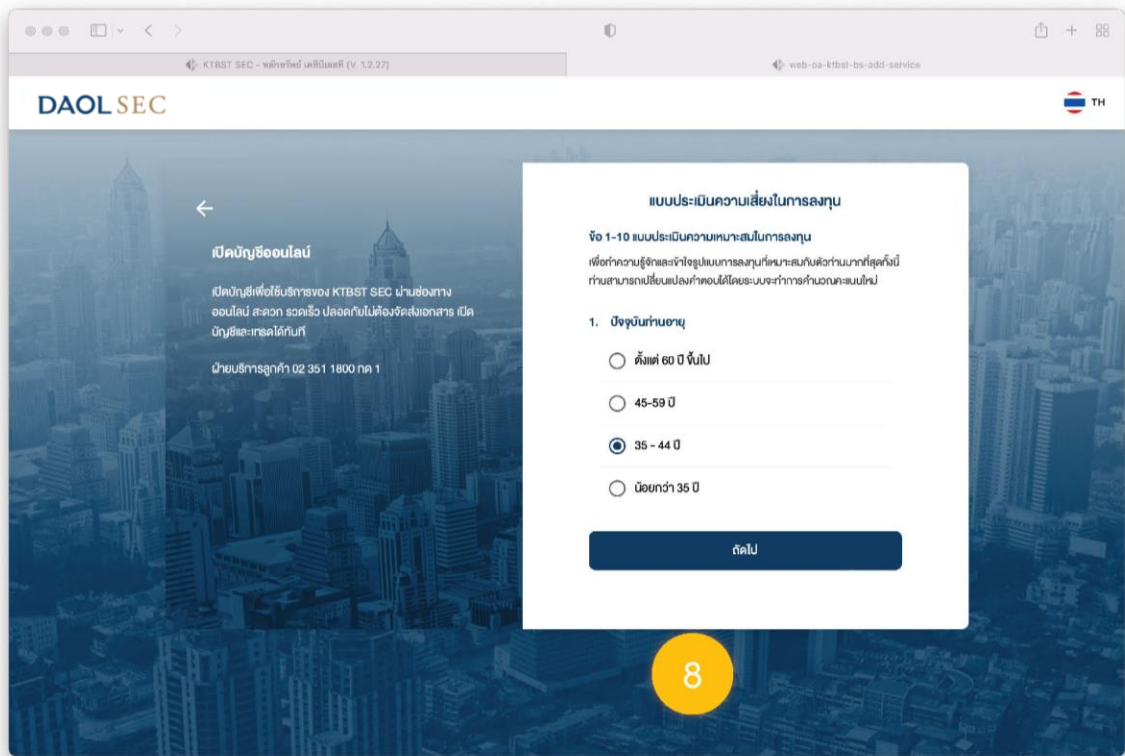 KTBST SEC - หลักทรัพย์ เคทีบีเอสที (V. 1.2.27)
web-oa-ktbst-bs-add-service
DAOL SEC
TH
เปิดบัญชีออนไลน์
เปิดบัญชีเพื่อใช้บริการของ KTBST SEC ผ่านช่องทาง
ออนไลน์ สะดวก รวดเร็ว ปลอดภัยไม่ต้องจัดส่งเอกสาร เปิด
บัญชีและเทรดได้ทันที
ฝ่ายบริการลูกค้า 02 351 1800 กด 1
แบบประเมินความเสี่ยงในการลงทุน
ข้อ 1-10 แบบประเมินความเหมาะสมในการลงทุน
เพื่อทำความรู้จักและเข้าใจรูปแบบการลงทุนที่เหมาะสมกับตัวท่านมากที่สุดทั้งนี้
ท่านสามารถเปลี่ยนแปลงคำตอบได้โดยระบบจะทำการคำนวณคะแนนใหม่
1. ปัจจุบันท่านอายุ
ตั้งแต่ 60 ปี ขึ้นไป
45-59 ปี
35 - 44 ปี
น้อยกว่า 35 ปี
ถัดไป
8